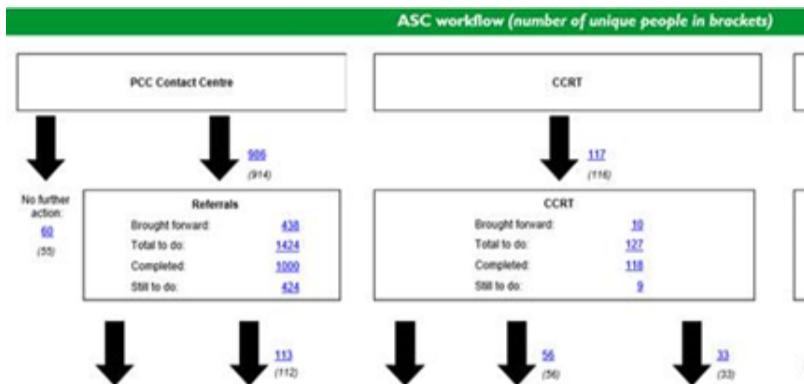 ASC workflow (number of unique people in brackets)
PCC Contact Centre
CCRT
986
(914)
117
(116)
No further
action:
60
(55)
Referrals
Brought forward: 438
Total to do: 1424
Completed: 1000
Still to do: 424
CCRT
Brought forward: 10
Total to do: 127
Completed: 118
Still to do: 9
113
(112)
56
(56)
33
(33)